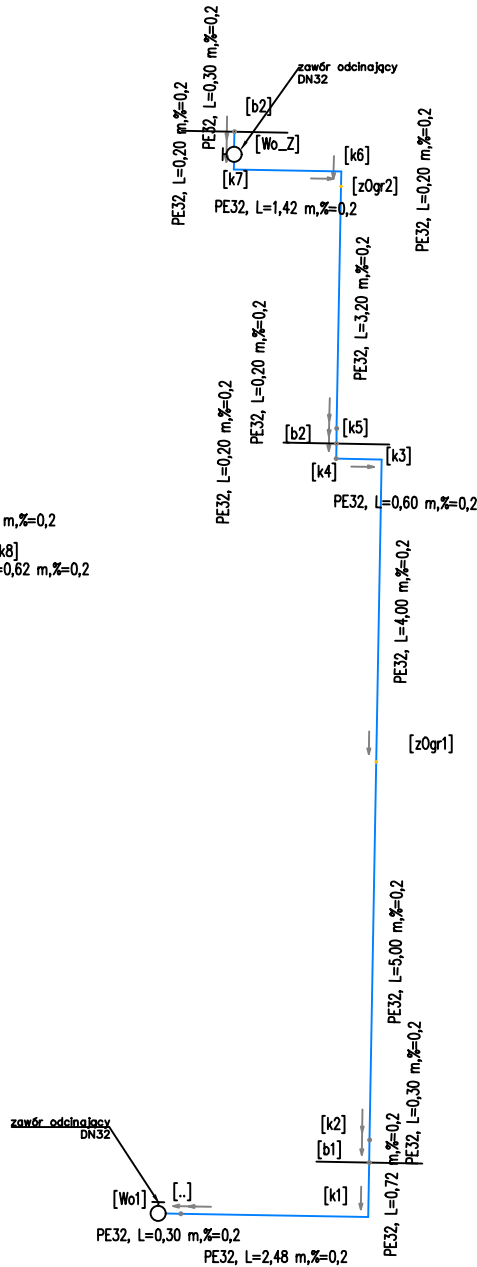 PE32, L=0,30 m,%=0,2
zawór odcinający
DN32
PE32, L=0,20 m,%=0,2
[b2]
[Wo_Z]
[k6]
[k7]
[zOgr2]
PE32, L=0,20 m,%=0,2
PE32, L=1,42 m,%=0,2
PE32, L=3,20 m,%=0,2
PE32, L=0,20 m,%=0,2
PE32, L=0,20 m,%=0,2
[b2]
[k5]
[k3]
[k4]
PE32, L=0,60 m,%=0,2
m,%=0,2
k8]
=0,62 m,%=0,2
PE32, L=4,00 m,%=0,2
[zOgr1]
PE32, L=5,00 m,%=0,2
PE32, L=0,30 m,%=0,2
zawór odcinający
DN32
[k2]
[b1]
PE32, L=0,72 m,%=0,2
[Wo1]
[..]
[k1]
PE32, L=0,30 m,%=0,2
PE32, L=2,48 m,%=0,2